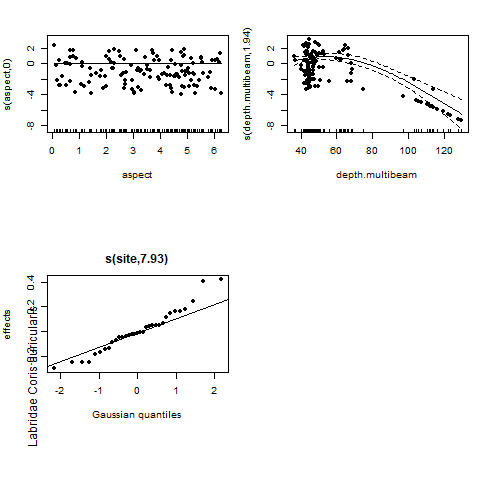 s(aspect,0)
2
0
-4
-8
0 1 2 3 4 5 6
aspect
s(depth.multibeam,1.94)
2
0
-4
-8
40 60 80 100 120
depth.multibeam
s(site,7.93)
effects
Labridae Coris auricularis
0.4
0.2
-2 -1 0 1 2
Gaussian quantiles